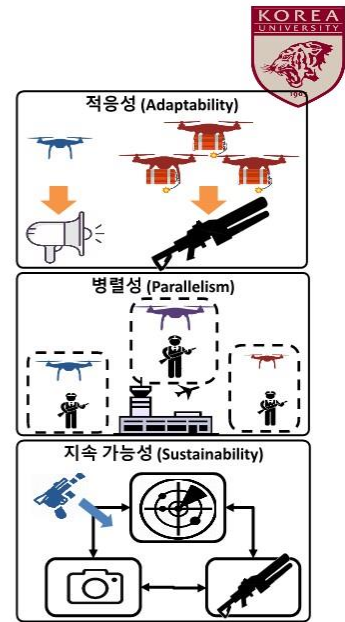 KOREA
UNIVERSITY
1905
적응성 (Adaptability)
병렬성 (Parallelism)
지속 가능성 (Sustainability)